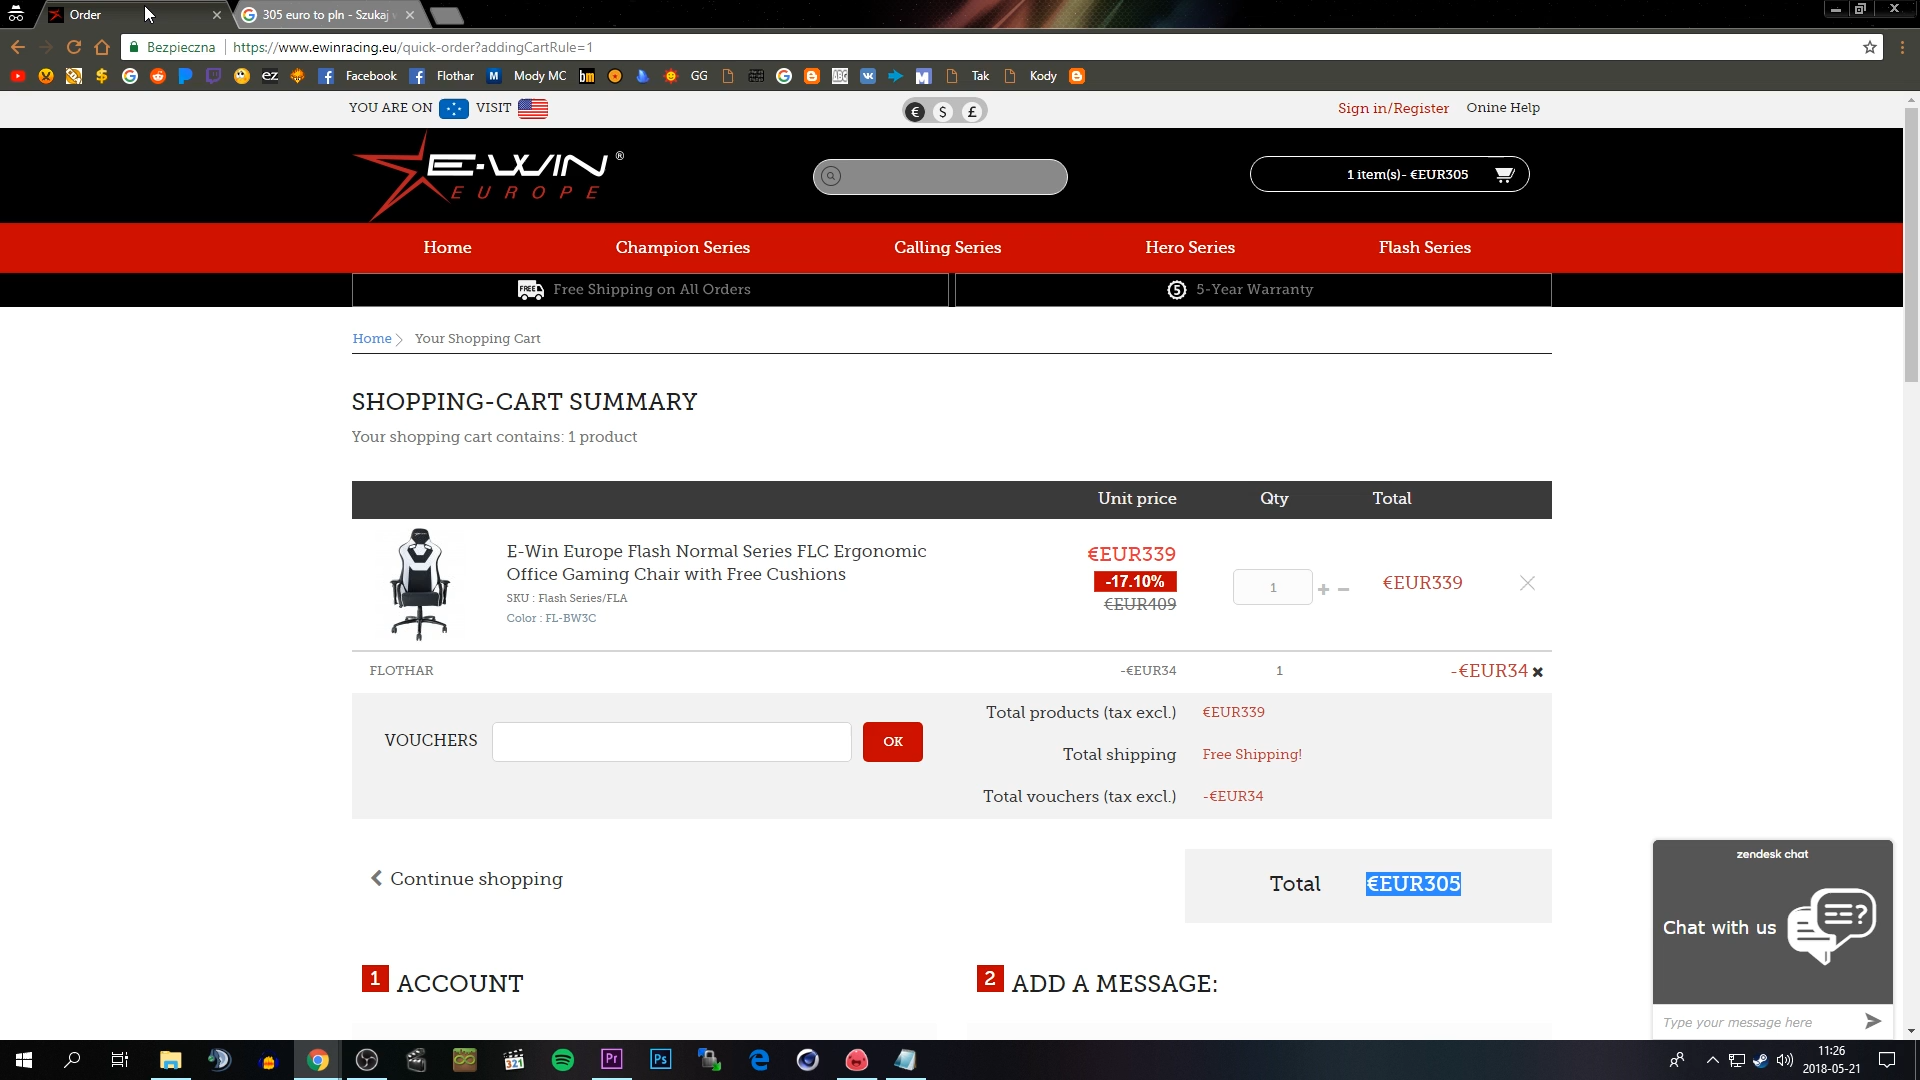 Order
305 euro to pln - Szukaj
Bezpieczna
https://www.ewinracing.eu/quick-order?addingCartRule=1
ez
Facebook
Flothar
M
Mody MC
bm
GG
Tak
Kody
YOU ARE ON
VISIT
€ $ £
Sign in/Register
Onine Help
E-WIN®
EUROPE
1 item(s)- €EUR305
Home
Champion Series
Calling Series
Hero Series
Flash Series
FREE
Free Shipping on All Orders
5
5-Year Warranty
Home
Your Shopping Cart
SHOPPING-CART SUMMARY
Your shopping cart contains: 1 product
Unit price
Qty
Total
E-Win Europe Flash Normal Series FLC Ergonomic
Office Gaming Chair with Free Cushions
SKU : Flash Series/FLA
Color : FL-BW3C
€EUR339
-17.10%
€EUR409
1
€EUR339
FLOTHAR
-€EUR34
1
-€EUR34
VOUCHERS
OK
Total products (tax excl.)
€EUR339
Total shipping
Free Shipping!
Total vouchers (tax excl.)
-€EUR34
Continue shopping
Total
€EUR305
zendesk chat
Chat with us
Type your message here
1 ACCOUNT
2 ADD A MESSAGE:
321
Pr
Ps
11:26
2018-05-21